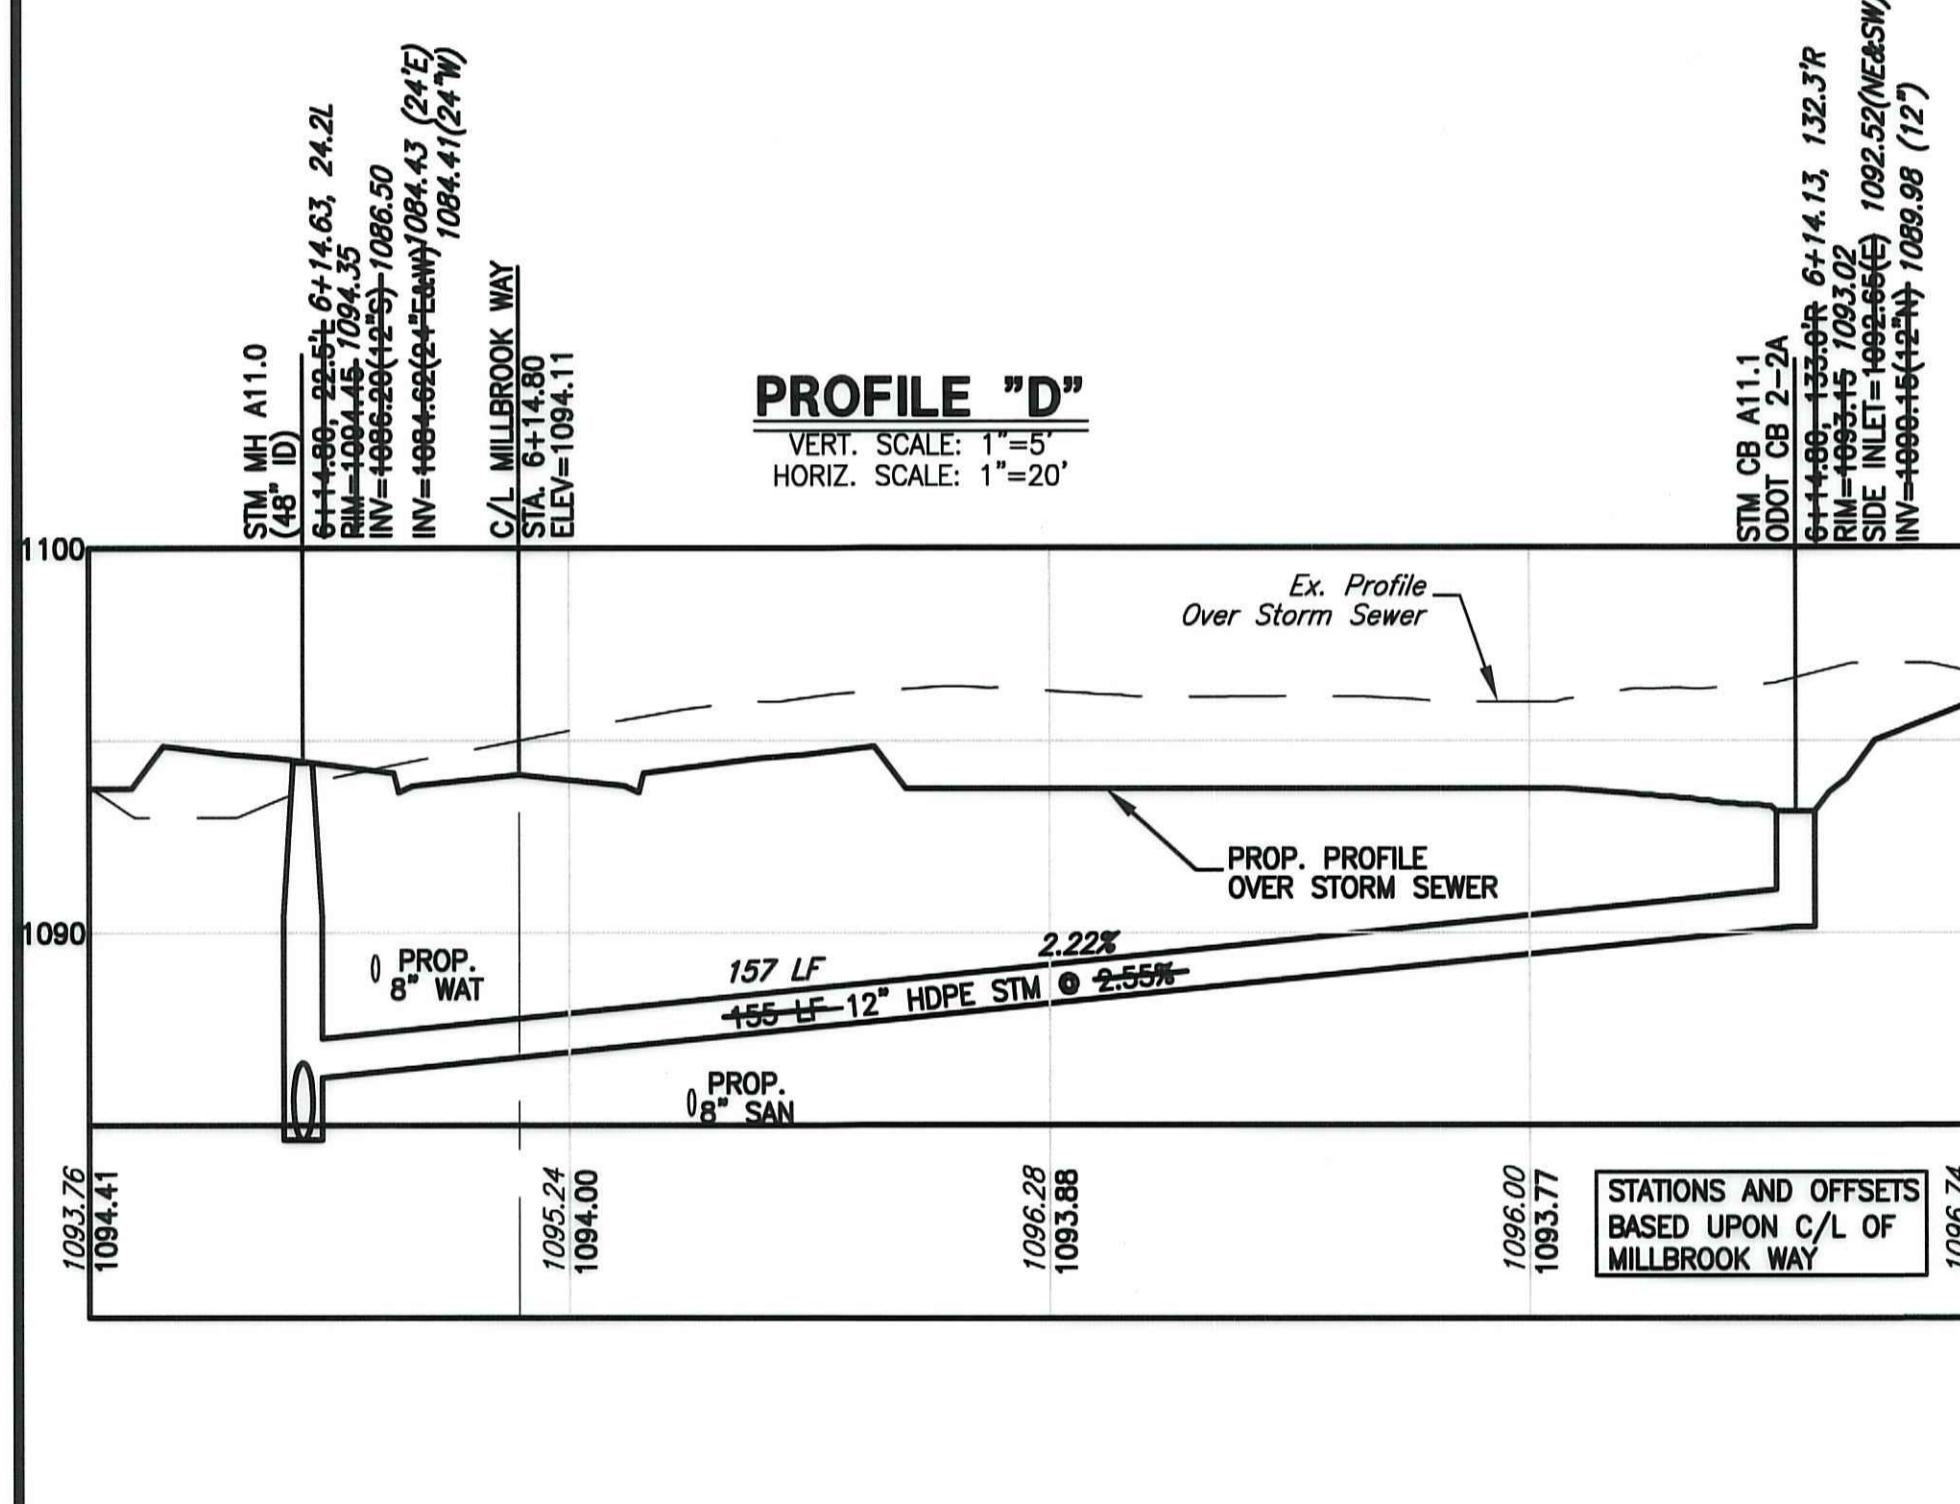 STM MH A11.0
(48" ID)
6+14.80, 22.5'L 6+14.63, 24.2L
RIM=1094.45 1094.35
INV=1086.20(12"S) 1086.50
INV=1084.62(24"E&W) 1084.43 (24'E)
1084.41(24"W)
C/L MILLBROOK WAY
STA. 6+14.80
ELEV=1094.11
PROFILE "D"
VERT. SCALE: 1"=5'
HORIZ. SCALE: 1"=20'
STM CB A11.1
ODOT CB 2-2A
6+14.80, 133.0'R 6+14.13, 132.3'R
RIM=1093.15 1093.02
SIDE INLET=1092.65(E) 1092.52(NE&SW)
INV=1090.15(12"N) 1089.98 (12")
1100
Ex. Profile
Over Storm Sewer
PROP. PROFILE
OVER STORM SEWER
1090
PROP.
8" WAT
157 LF
2.22%
155 LF 12" HDPE STM @ 2.55%
PROP.
8" SAN
1093.76
1094.41
1095.24
1094.00
1096.28
1093.88
1096.00
1093.77
STATIONS AND OFFSETS
BASED UPON C/L OF
MILLBROOK WAY
1096.74